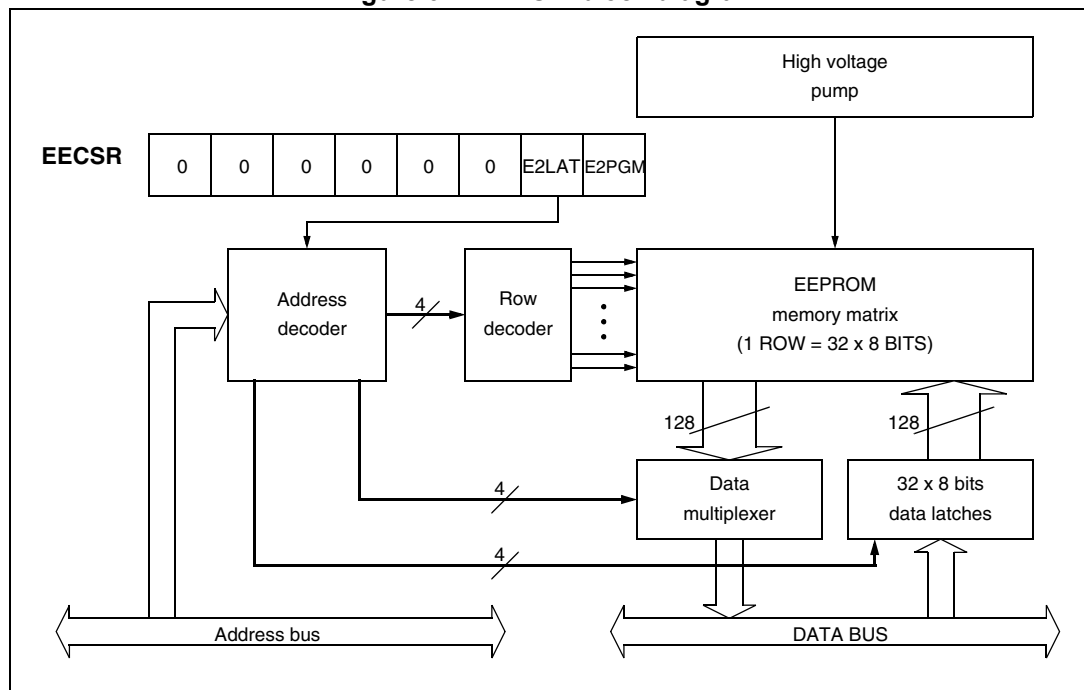 High voltage
pump
EECSR
0 0 0 0 0 0 E2LAT E2PGM
Address
decoder
4
Row
decoder
EEPROM
memory matrix
(1 ROW = 32 x 8 BITS)
128
128
4
Data
multiplexer
32 x 8 bits
data latches
4
Address bus
DATA BUS